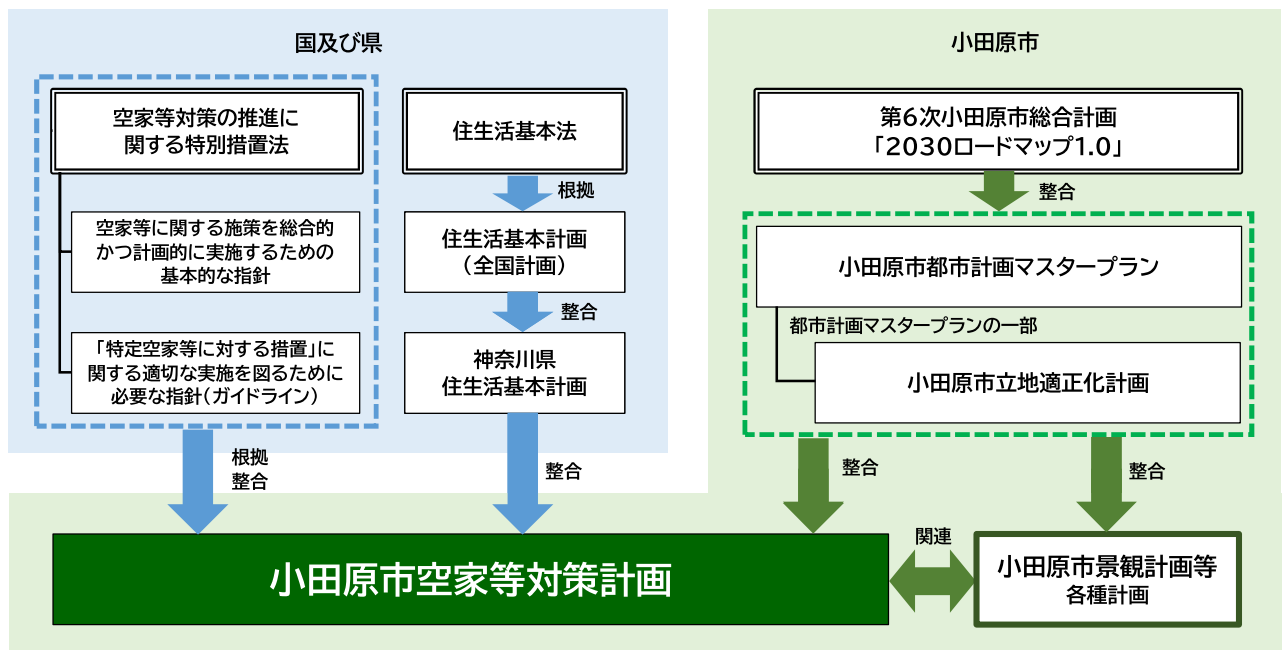 国及び県
空家等対策の推進に
関する特別措置法
空家等に関する施策を総合的
かつ計画的に実施するための
基本的な指針
「特定空家等に対する措置」に
関する適切な実施を図るために
必要な指針(ガイドライン)
根拠
整合
住生活基本法
根拠
住生活基本計画
(全国計画)
整合
神奈川県
住生活基本計画
整合
小田原市
第6次小田原市総合計画
「2030ロードマップ1.0」
整合
小田原市都市計画マスタープラン
都市計画マスタープランの一部
小田原市立地適正化計画
整合
整合
小田原市空家等対策計画
関連
小田原市景観計画等
各種計画